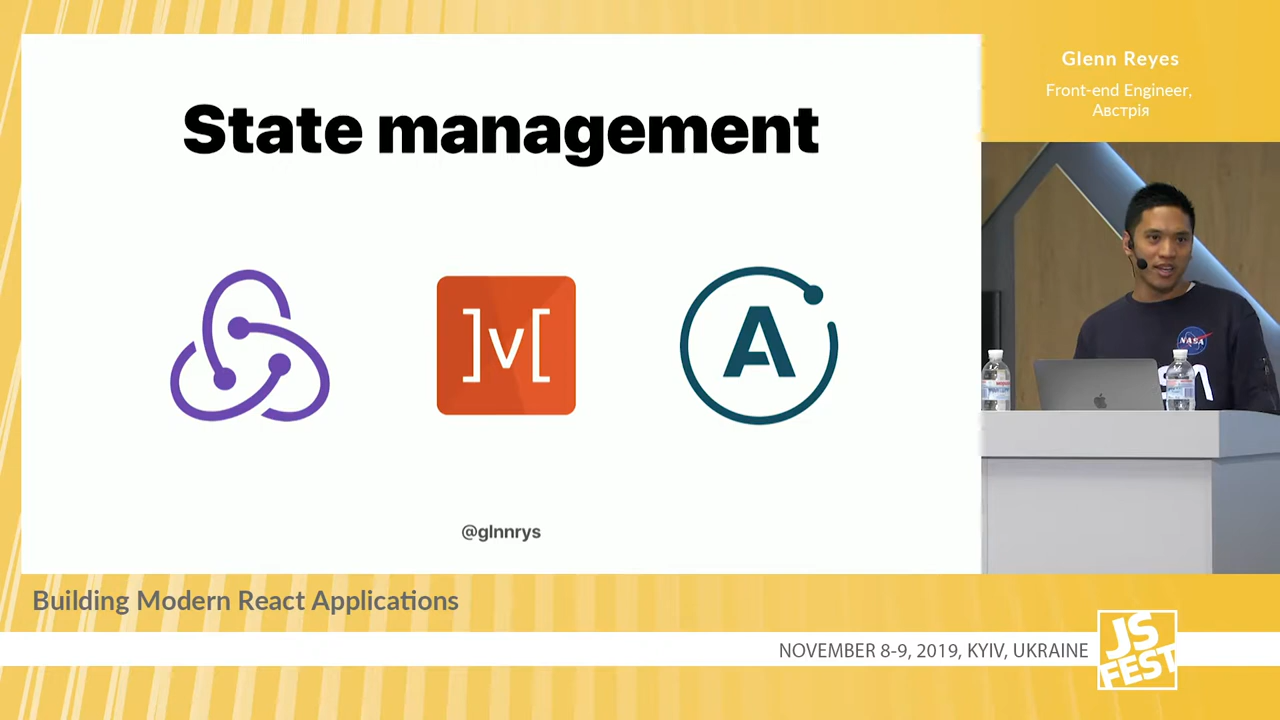 State management
]v[
A
@glnnrys
Glenn Reyes
Front-end Engineer,
Австрія
NASA
Building Modern React Applications
NOVEMBER 8-9, 2019, KYIV, UKRAINE
JS
FEST